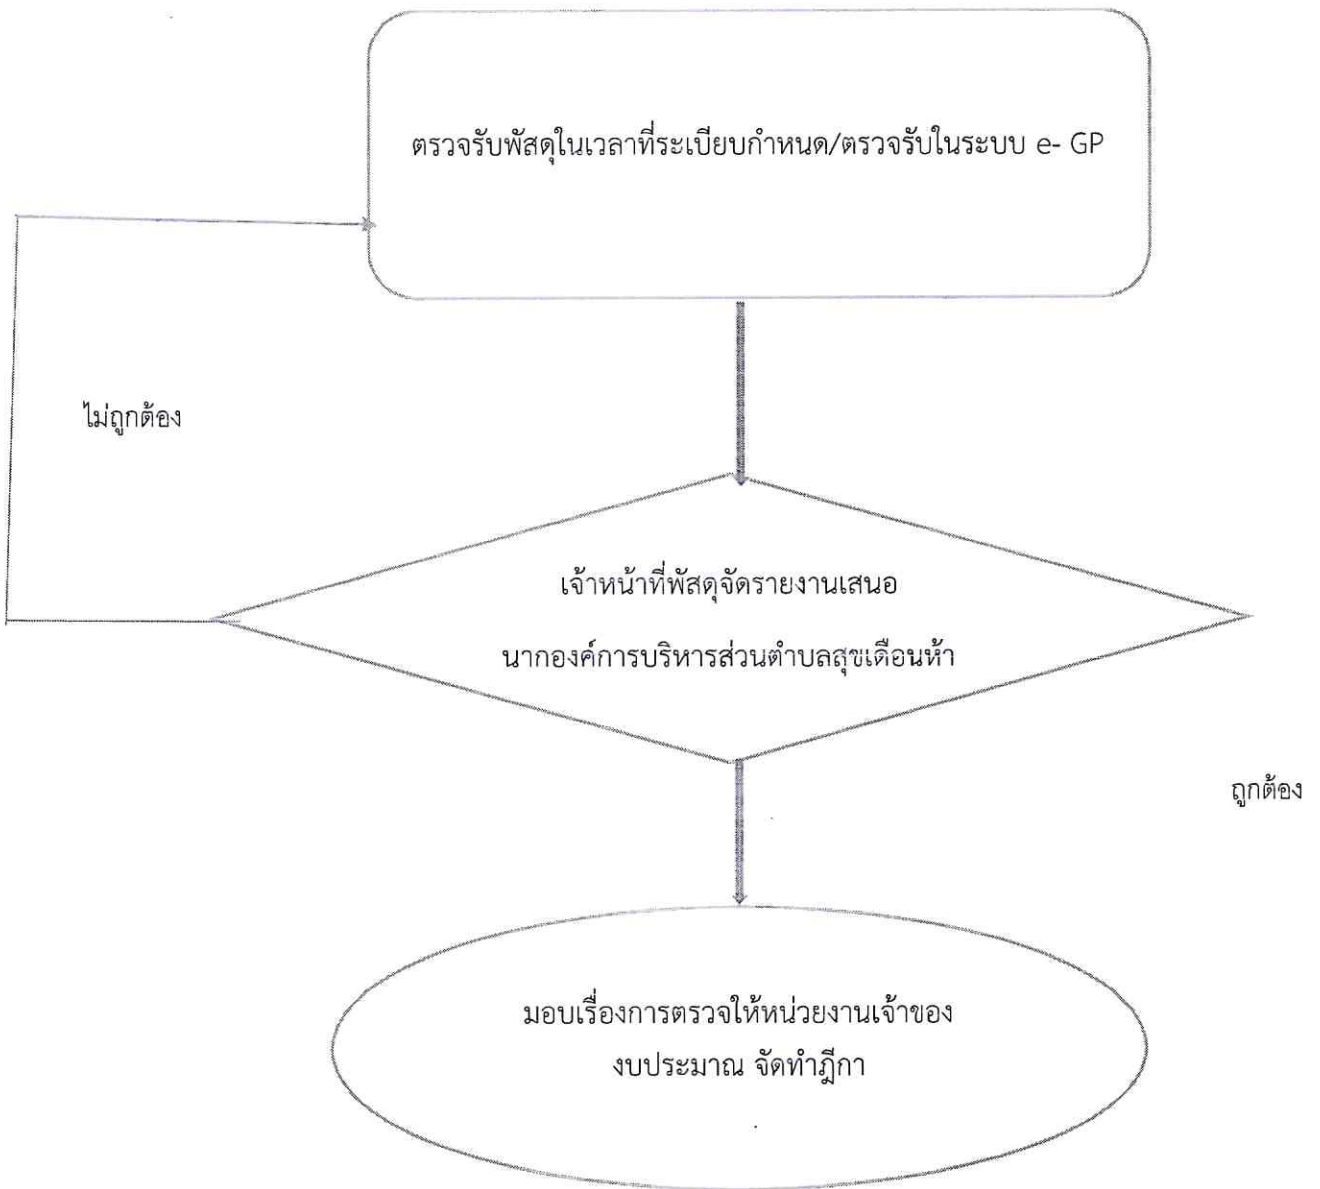 ตรวจรับพัสดุในเวลาที่ระเบียบกำหนด/ตรวจรับในระบบ e- GP
ไม่ถูกต้อง
เจ้าหน้าที่พัสดุจัดรายงานเสนอ
นากองค์การบริหารส่วนตำบลสุขเดือนห้า
ถูกต้อง
มอบเรื่องการตรวจให้หน่วยงานเจ้าของ
งบประมาณ จัดทำฎีกา